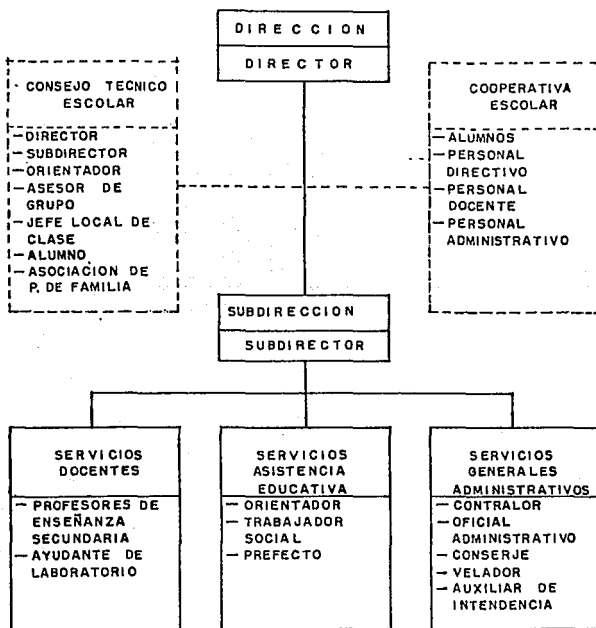 DIRECCION
DIRECTOR
CONSEJO TECNICO
ESCOLAR
— DIRECTOR
— SUBDIRECTOR
— ORIENTADOR
— ASESOR DE
GRUPO
— JEFE LOCAL DE
CLASE
— ALUMNO
— ASOCIACION DE
P. DE FAMILIA
COOPERATIVA
ESCOLAR
— ALUMNOS
— PERSONAL
DIRECTIVO
— PERSONAL
DOCENTE
— PERSONAL
ADMINISTRATIVO
SUBDIRECCION
SUBDIRECTOR
SERVICIOS
DOCENTES
— PROFESORES DE
ENSEÑANZA
SECUNDARIA
— AYUDANTE DE
LABORATORIO
SERVICIOS
ASISTENCIA
EDUCATIVA
— ORIENTADOR
— TRABAJADOR
SOCIAL
— PREFECTO
SERVICIOS
GENERALES
ADMINISTRATIVOS
— CONTRALOR
— OFICIAL
ADMINISTRATIVO
— CONSERJE
— VELADOR
— AUXILIAR DE
INTENDENCIA